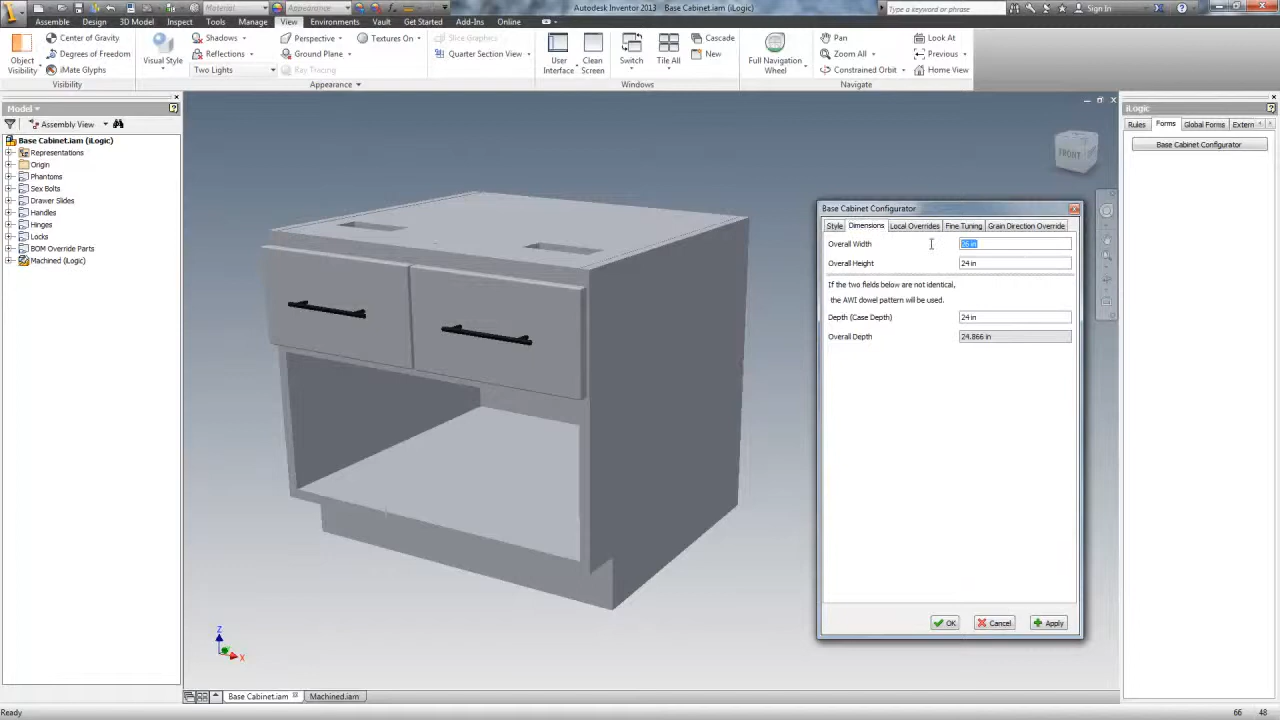 Material
Appearance
Autodesk Inventor 2013   Base Cabinet.iam (iLogic)
Type a keyword or phrase
Sign In
Assemble Design 3D Model Inspect Tools Manage View Environments Vault Get Started Add-Ins Online
Object Visibility
Center of Gravity
Degrees of Freedom
iMate Glyphs
Visibility
Visual Style
Shadows
Reflections
Two Lights
Perspective
Ground Plane
Ray Tracing
Textures On
Appearance
Slice Graphics
Quarter Section View
User Interface
Clean Screen
Switch
Tile All
Cascade
New
Windows
Full Navigation Wheel
Pan
Zoom All
Constrained Orbit
Look At
Previous
Home View
Navigate
Model
Assembly View
Base Cabinet.iam (iLogic)
Representations
Origin
Phantoms
Sex Bolts
Drawer Slides
Handles
Hinges
Locks
BOM Override Parts
Machined (Logic)
FRONT
Base Cabinet Configurator
Style Dimensions Local Overrides Fine Tuning Grain Direction Override
Overall Width 26 in
Overall Height 24 in
If the two fields below are not identical,
the AWI dowel pattern will be used.
Depth (Case Depth) 24 in
Overall Depth 24.866 in
OK Cancel Apply
iLogic
Rules Forms Global Forms Extern
Base Cabinet Configurator
Z
X
Base Cabinet.iam Machined.iam
Ready
66 48